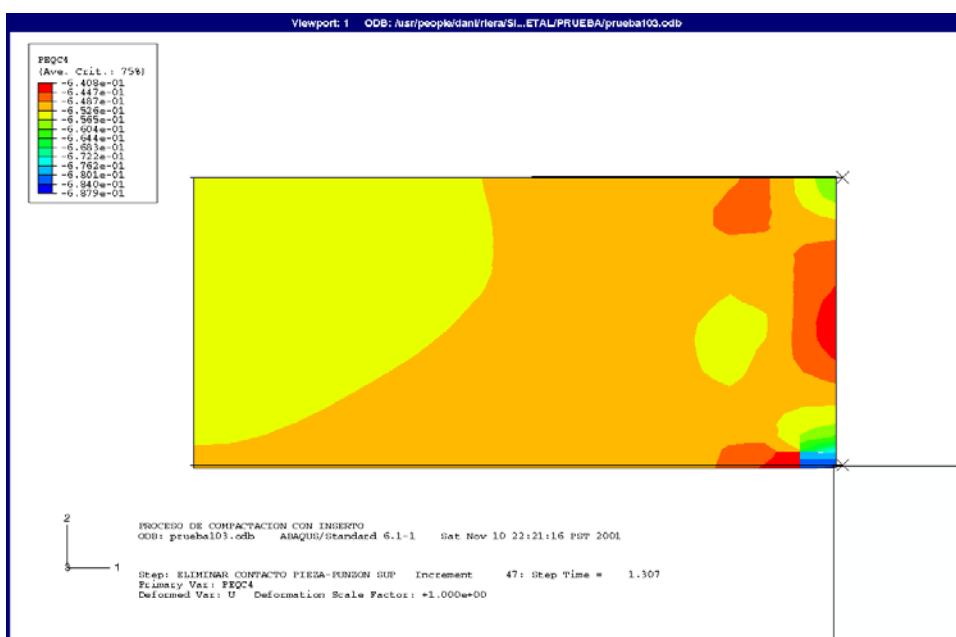 Viewport: 1 ODB: /usr/people/dani/riera/SI...ETAL/PRUEBA/prueba103.odb
PEQC4
(Ave. Crit.: 75%)
-6.408e-01
-6.447e-01
-6.487e-01
-6.526e-01
-6.565e-01
-6.604e-01
-6.644e-01
-6.683e-01
-6.722e-01
-6.762e-01
-6.801e-01
-6.840e-01
-6.879e-01
2
3 1
PROCESO DE COMPACTACION CON INSERTO
ODB: prueba103.odb ABAQUS/Standard 6.1-1 Sat Nov 10 22:21:16 PST 2001
Step: ELIMINAR CONTACTO PIEZA-PUNZON SUP Increment 47: Step Time = 1.307
Primary Var: PEQC4
Deformed Var: U Deformation Scale Factor: +1.000e+00